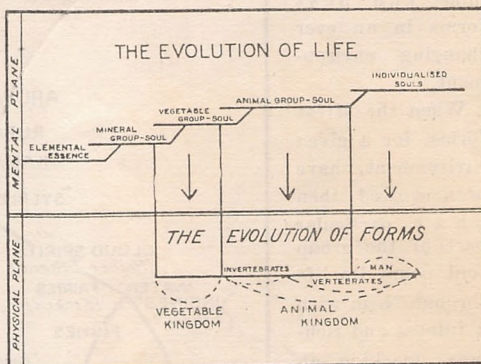 THE EVOLUTION OF LIFE
MENTAL PLANE
INDIVIDUALISED
SOULS
ANIMAL GROUP-SOUL
VEGETABLE
GROUP-SOUL
MINERAL
GROUP-SOUL
ELEMENTAL
ESSENCE
PHYSICAL PLANE
THE EVOLUTION OF FORMS
INVERTEBRATES
MAN
VERTEBRATES
VEGETABLE
KINGDOM
ANIMAL
KINGDOM